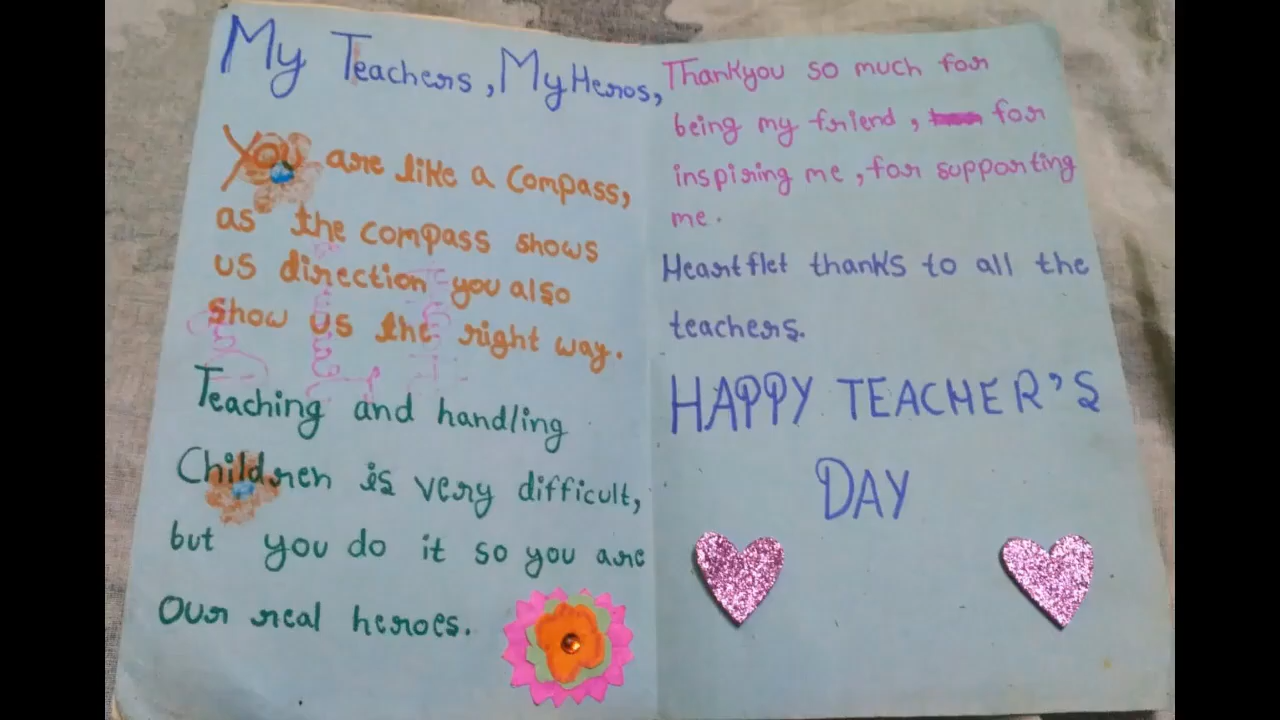 My Teachers, My Heros,
You are like a Compass,
as the compass shows
us direction you also
show us the right way.
Teaching and handling
Children is very difficult,
but you do it so you are
Our real heroes.
Thankyou so much for
being my friend, for
inspiring me, for supporting
me.
Heartflet thanks to all the
teachers.
HAPPY TEACHER'S
DAY